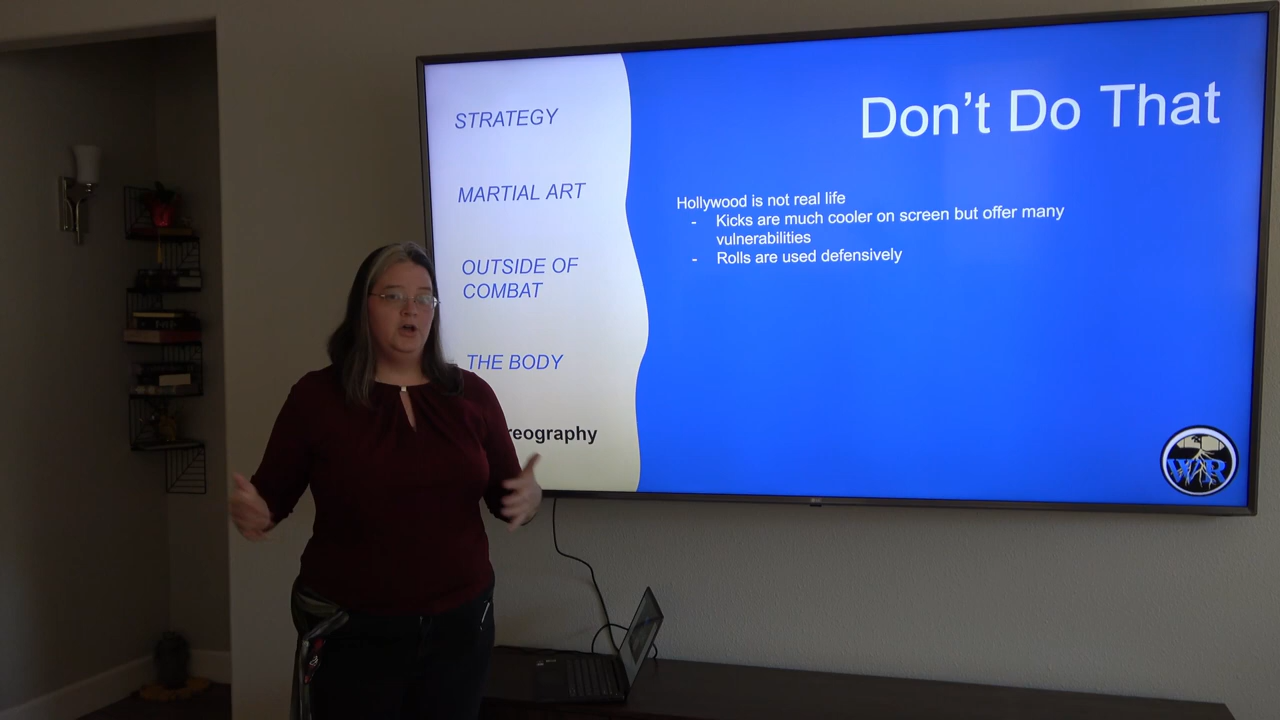 STRATEGY
MARTIAL ART
OUTSIDE OF
COMBAT
THE BODY
reography
Don't Do That
Hollywood is not real life
- Kicks are much cooler on screen but offer many
vulnerabilities
- Rolls are used defensively
WR